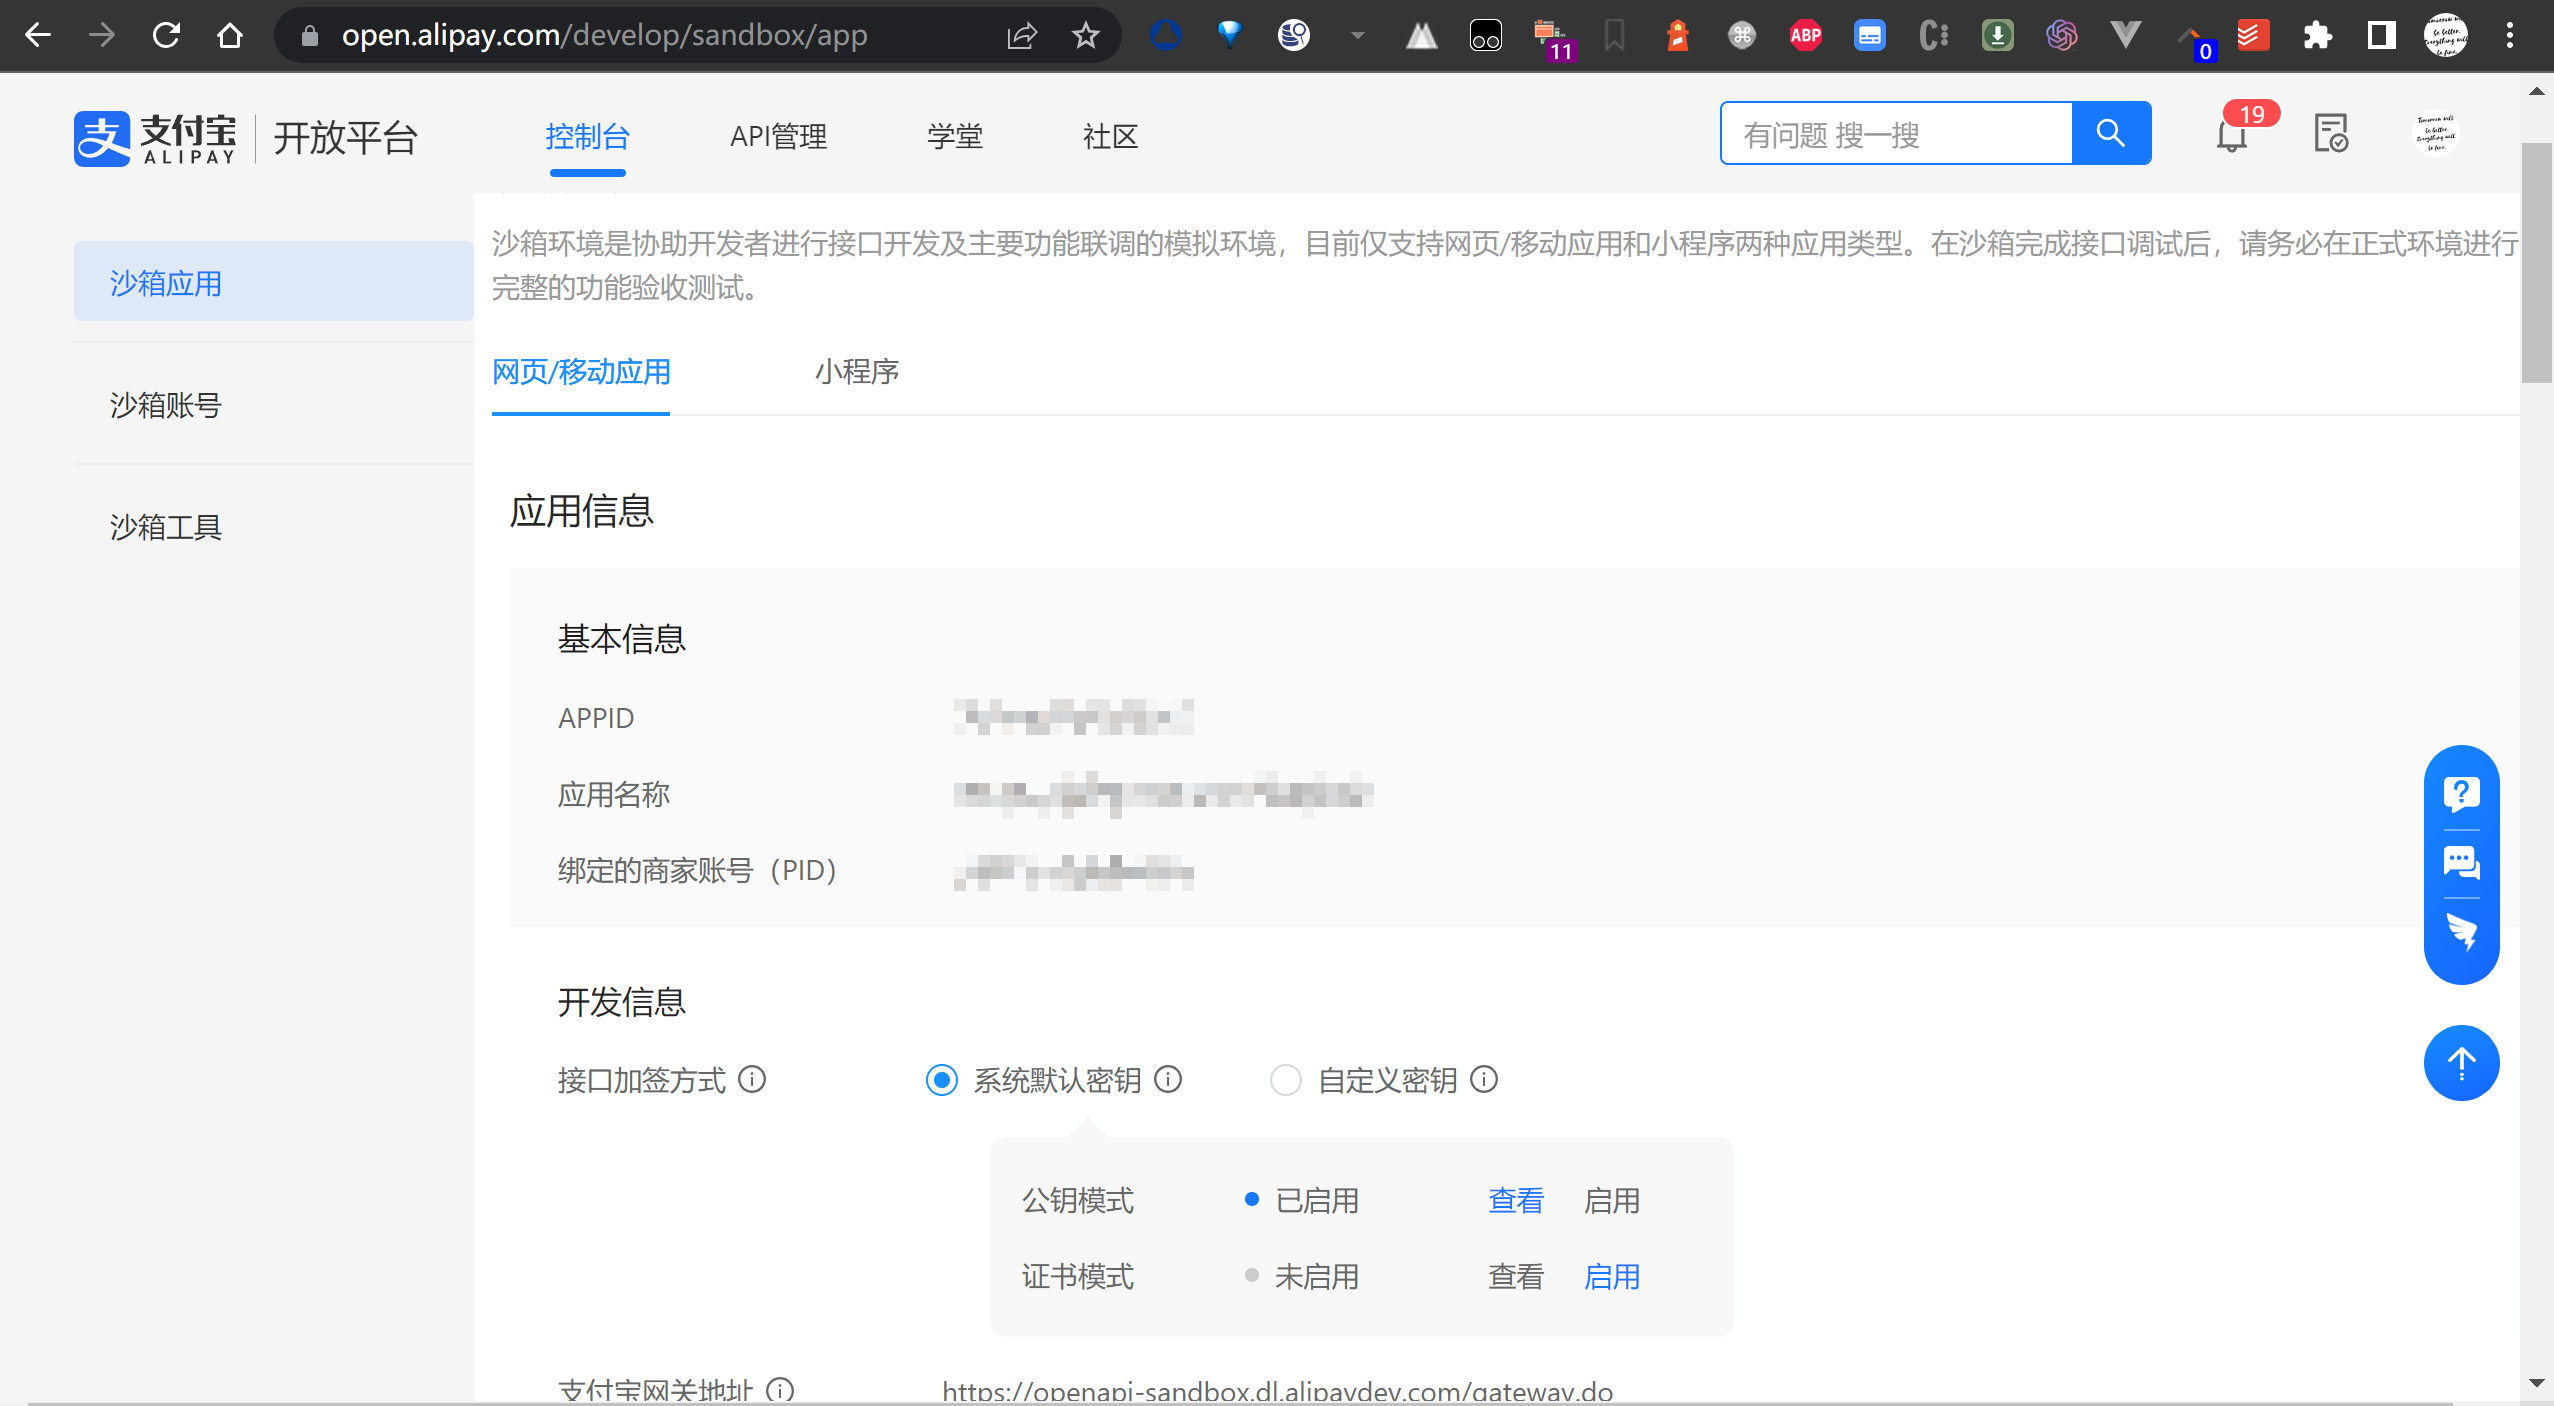 open.alipay.com/develop/sandbox/app
11
ABP
0
支付宝
ALIPAY
开放平台
控制台
API管理
学堂
社区
有问题 搜一搜
19
沙箱应用
沙箱账号
沙箱工具
沙箱环境是协助开发者进行接口开发及主要功能联调的模拟环境，目前仅支持网页/移动应用和小程序两种应用类型。在沙箱完成接口调试后，请务必在正式环境进行
完整的功能验收测试。
网页/移动应用
小程序
应用信息
基本信息
APPID
应用名称
绑定的商家账号（PID）
开发信息
接口加签方式
系统默认密钥
自定义密钥
公钥模式 已启用 查看 启用
证书模式 未启用 查看 启用
支付宝网关地址 https://openapi-sandbox.dl.alipaydev.com/gateway.do